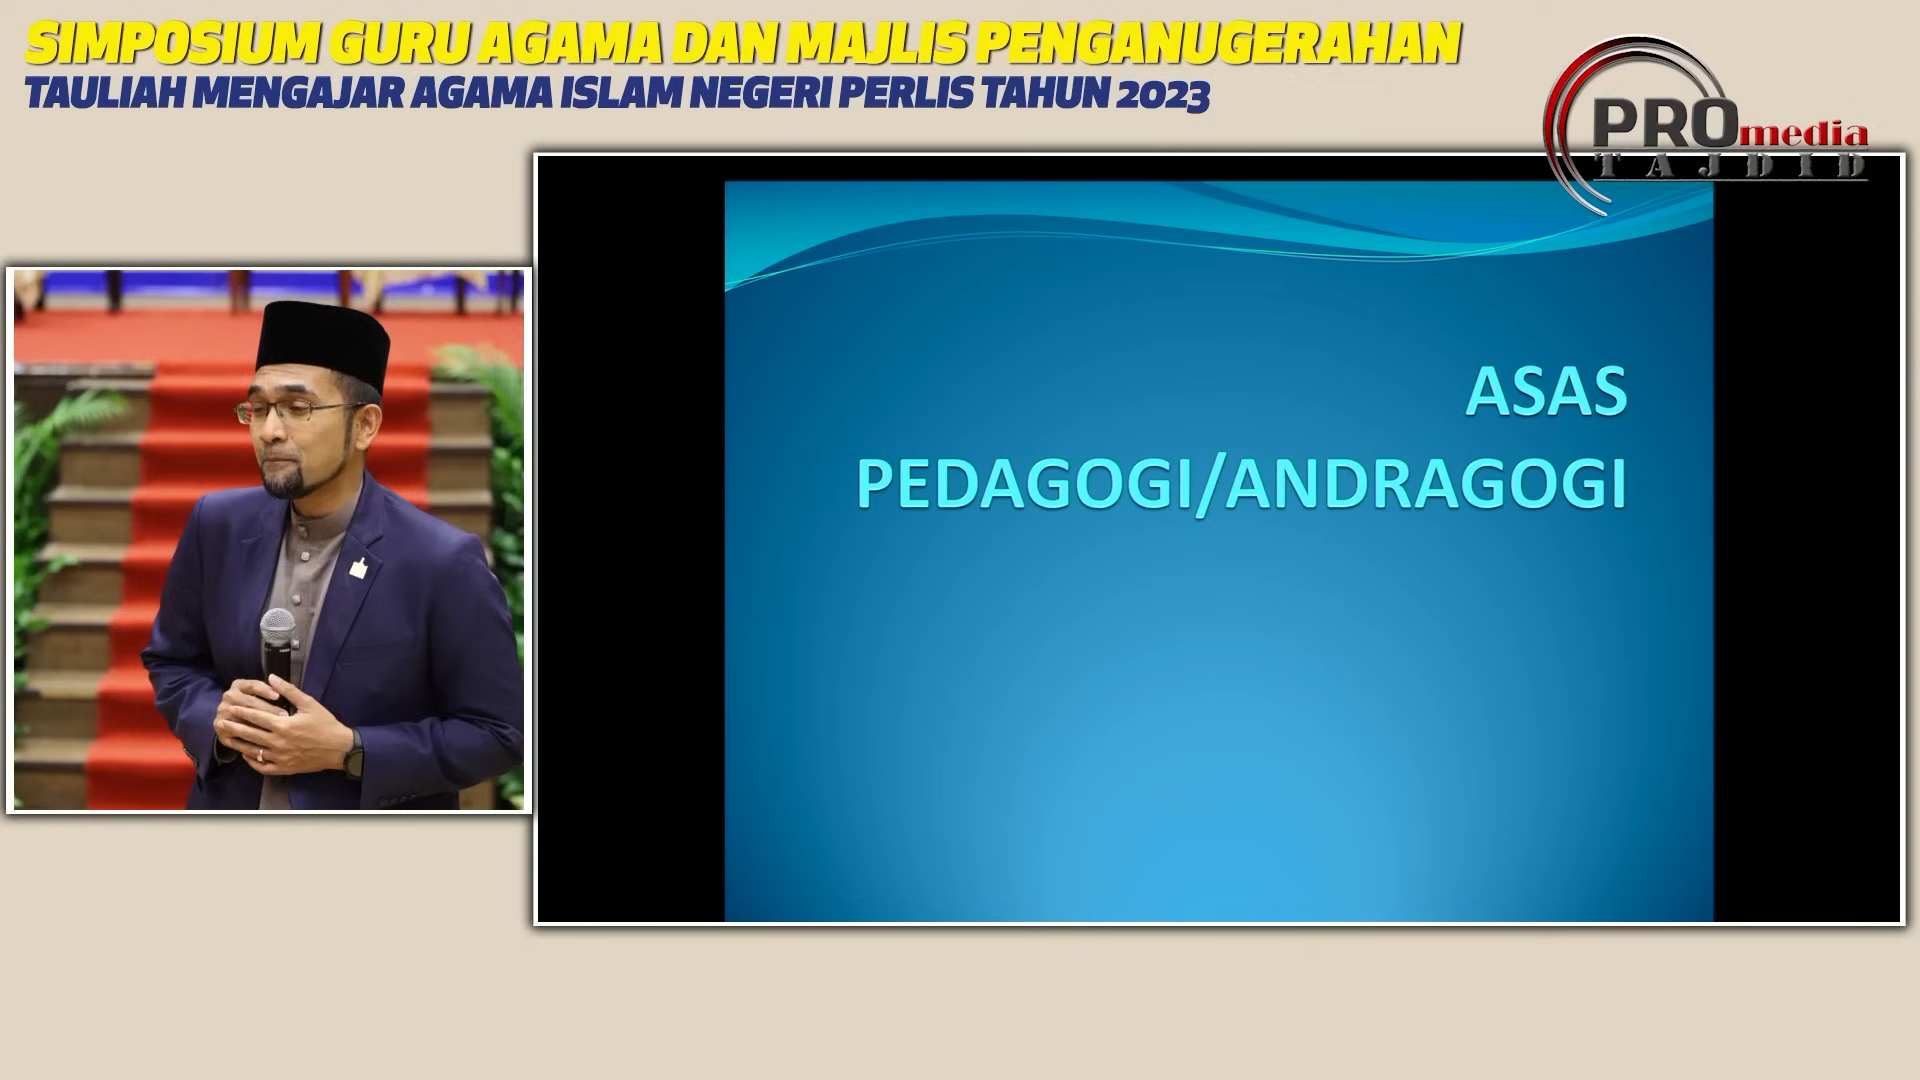 SIMPOSIUM GURU AGAMA DAN MAJLIS PENGANUGERAHAN
TAULIAH MENGAJAR AGAMA ISLAM NEGERI PERLIS TAHUN 2023
PROmedia
TAJDID
ASAS
PEDAGOGI/ANDRAGOGI